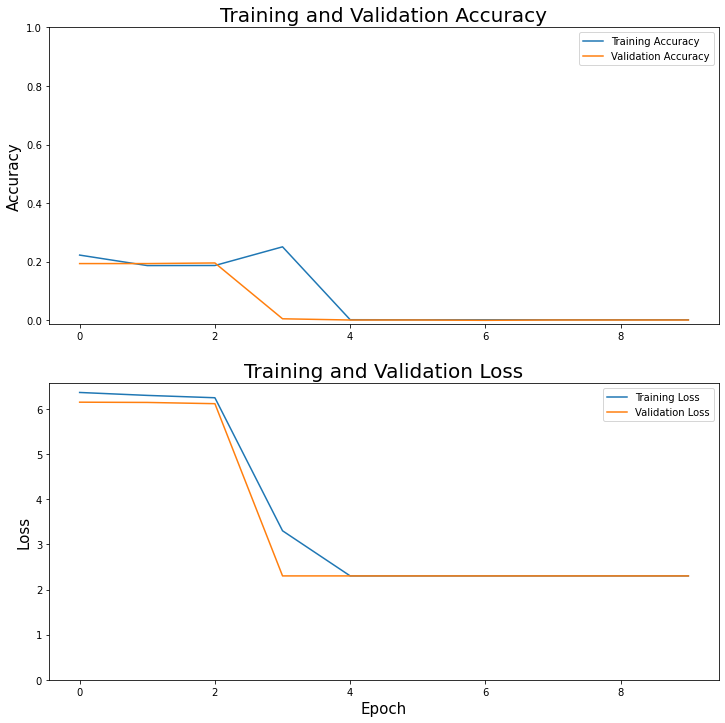 Training and Validation Accuracy
Accuracy
1.0
0.8
0.6
0.4
0.2
0.0
Training Accuracy
Validation Accuracy
0 2 4 6 8
Training and Validation Loss
Loss
6
5
4
3
2
1
0
Training Loss
Validation Loss
0 2 4 6 8
Epoch